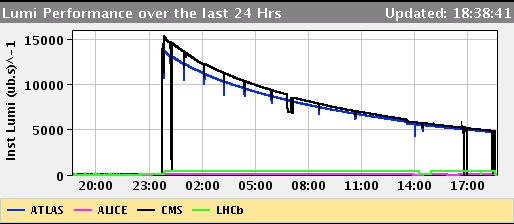 Lumi Performance over the last 24 Hrs Updated: 18:38:41
Inst Lumi (ub.s)^-1
15000
10000
5000
0
20:00 23:00 02:00 05:00 08:00 11:00 14:00 17:00
ATLAS ALICE CMS LHCb